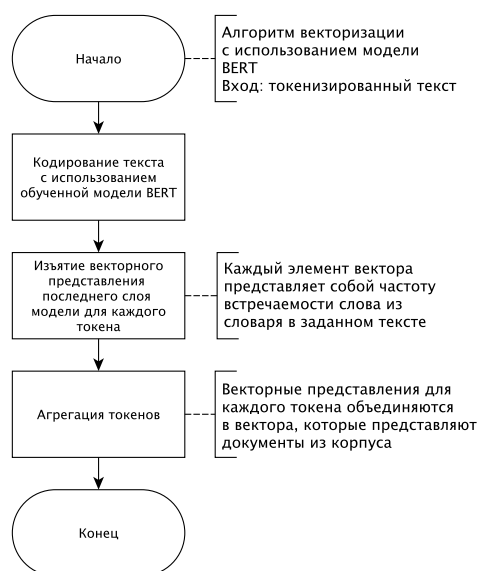 Начало
Алгоритм векторизации
с использованием модели
BERT
Вход: токенизированный текст
Кодирование текста
с использованием
обученной модели BERT
Изъятие векторного
представления
последнего слоя
модели для каждого
токена
Каждый элемент вектора
представляет собой частоту
встречаемости слова из
словаря в заданном тексте
Агрегация токенов
Векторные представления для
каждого токена объединяются
в вектора, которые представляют
документы из корпуса
Конец